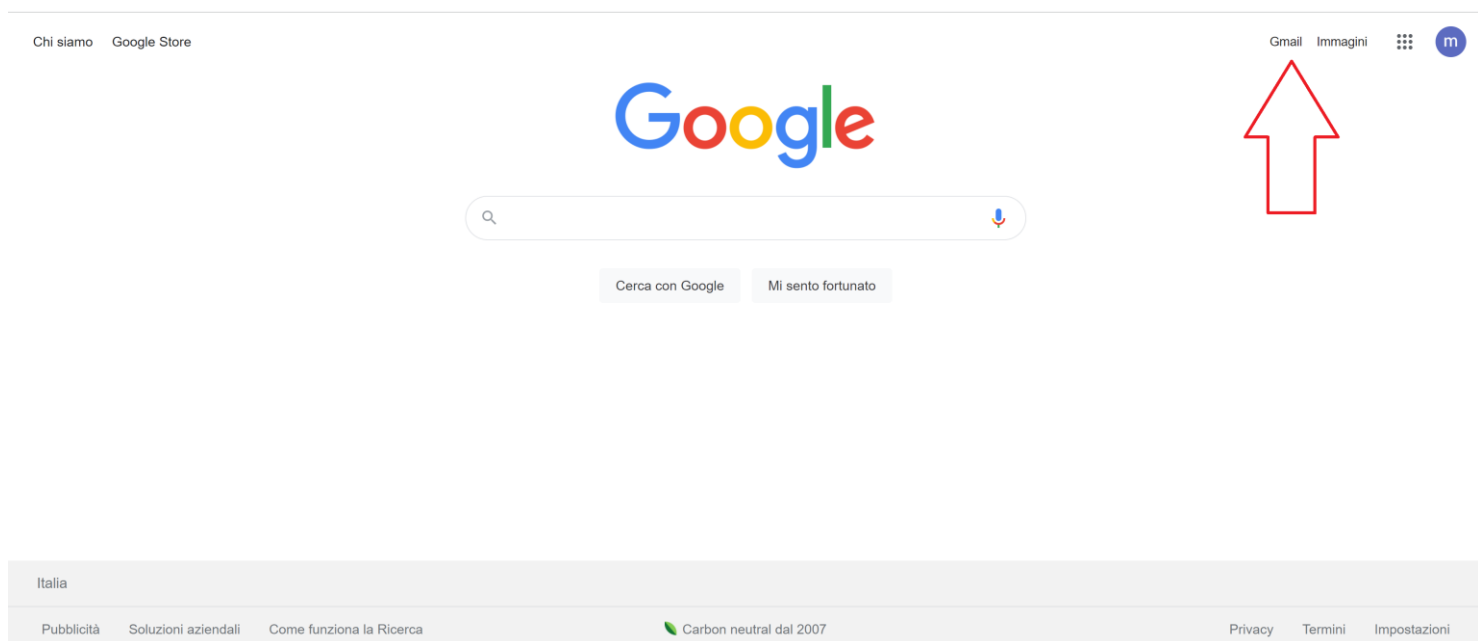 Chi siamo Google Store Gmail Immagini m
Google
Cerca con Google Mi sento fortunato
Italia
Pubblicità Soluzioni aziendali Come funziona la Ricerca Carbon neutral dal 2007 Privacy Termini Impostazioni